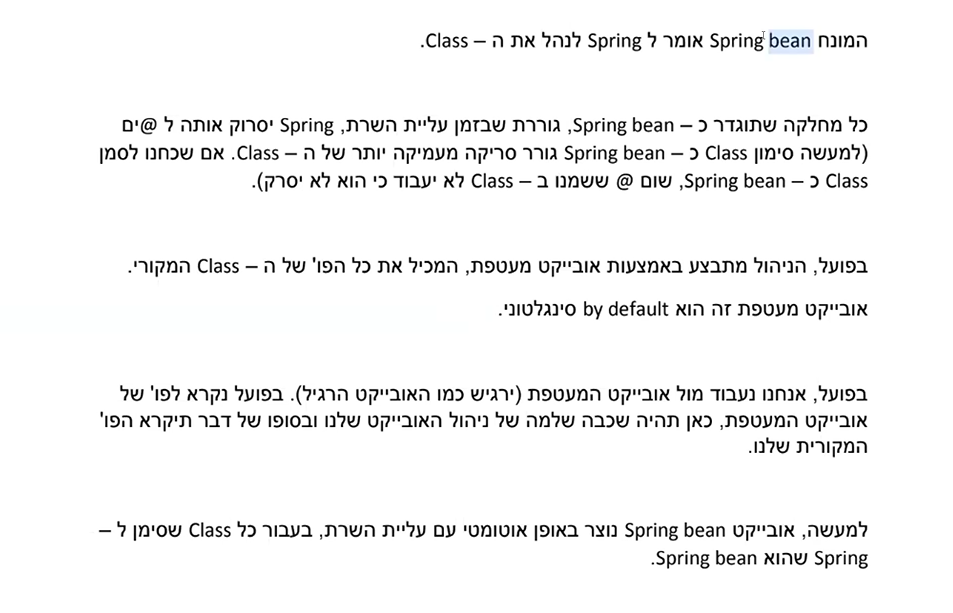 המונח Spring bean אומר ל Spring לנהל את ה – Class.
כל מחלקה שתוגדר כ – Spring bean, גוררת שבזמן עליית השרת, Spring יסרוק אותה ל @ים
(למעשה סימון Class כ – Spring bean גורר סריקה מעמיקה יותר של ה – Class. אם שכחנו לסמן
Class כ – Spring bean, שום @ ששמנו ב – Class לא יעבוד כי הוא לא יסרק).
בפועל, הניהול מתבצע באמצעות אובייקט מעטפת, המכיל את כל הפו' של ה – Class המקורי.
אובייקט מעטפת זה הוא by default סינגלטוני.
בפועל, אנחנו נעבוד מול אובייקט המעטפת (ירגיש כמו האובייקט הרגיל). בפועל נקרא לפו' של
אובייקט המעטפת, כאן תהיה שכבה שלמה של ניהול האובייקט שלנו ובסופו של דבר תיקרא הפו'
המקורית שלנו.
למעשה, אובייקט Spring bean נוצר באופן אוטומטי עם עליית השרת, בעבור כל Class שסימן ל –
Spring שהוא Spring bean.